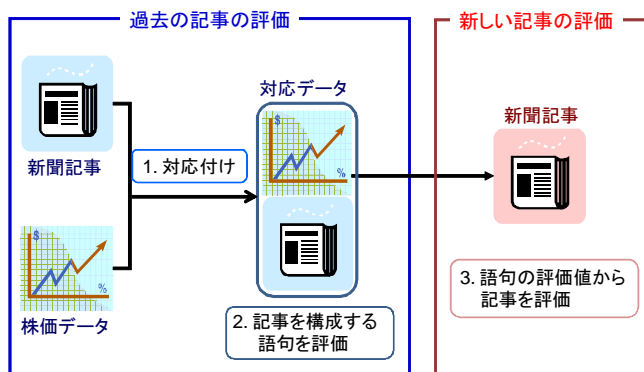 過去の記事の評価
新しい記事の評価
新聞記事
1. 対応付け
株価データ
$
%
対応データ
$
%
2. 記事を構成する
語句を評価
新聞記事
3. 語句の評価値から
記事を評価